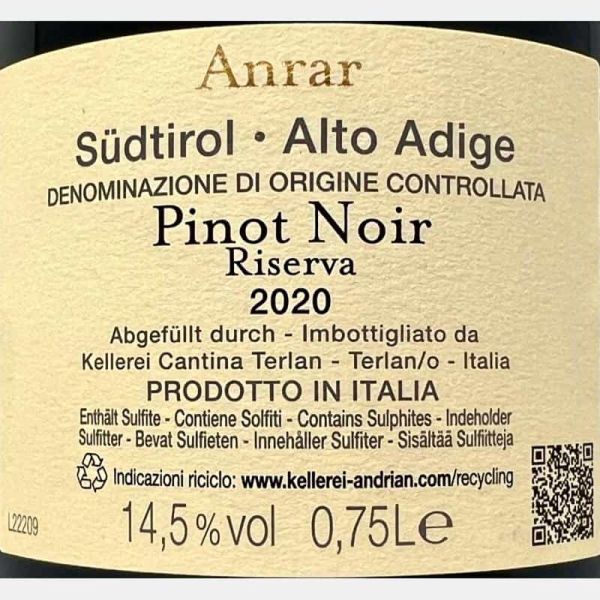 Anrar
Südtirol • Alto Adige
DENOMINAZIONE DI ORIGINE CONTROLLATA
Pinot Noir
Riserva
2020
Abgefüllt durch - Imbottigliato da
Kellerei Cantina Terlan - Terlan/o - Italia
PRODOTTO IN ITALIA
Enthält Sulfite - Contiene Solfiti - Contains Sulphites - Indeholder
Sulfitter - Bevat Sulfieten - Innehåller Sulfiter - Sisältää Sulfiitteja
Indicazioni riciclo: www.kellerei-andrian.com/recycling
L22209
14,5 % vol 0,75L e